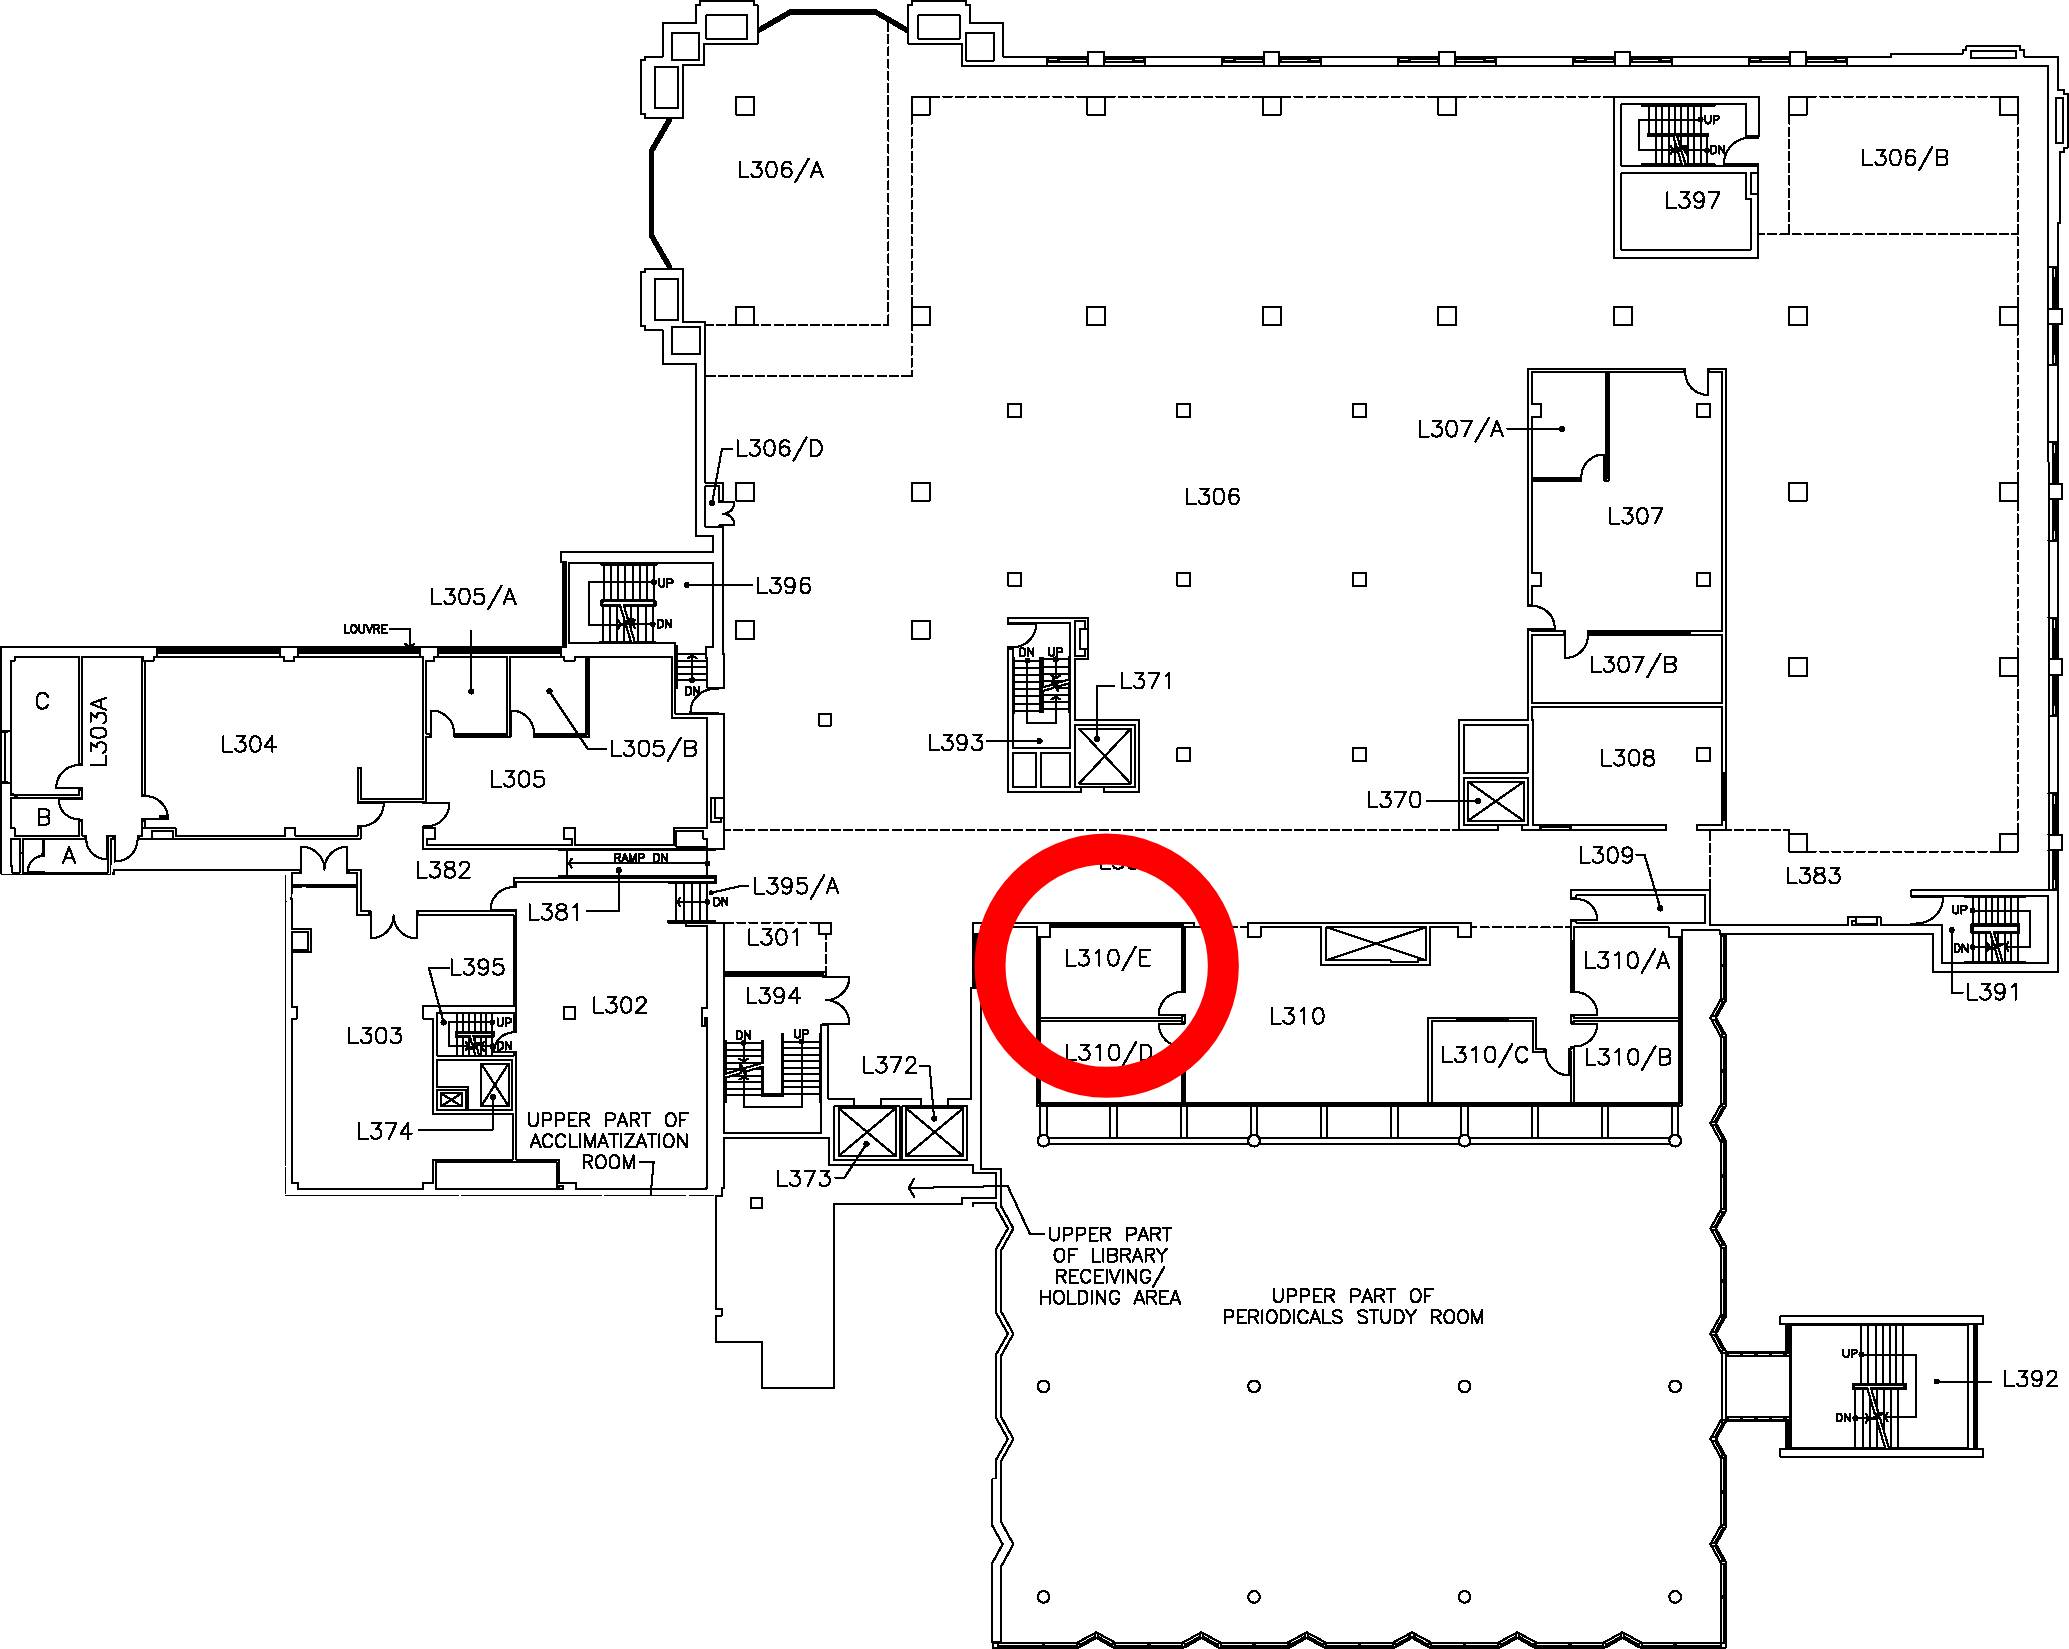 L306/A
UP
DN
L397
L306/B
L307/A
L306/D
L306
L307
UP
DN
L396
L305/A
LOUVRE
DN
DN
UP
L371
L307/B
C
L303A
L304
L305/B
L305
L393
L308
L370
B
A
RAMP DN
L382
L381
L395/A
DN
L309
L383
UP
DN
L391
L301
L395
L394
L302
L303
UP
DN
DN
UP
L310/E
L310
L310/A
L310/D
L310/C
L310/B
L372
L374
UPPER PART OF
ACCLIMATIZATION
ROOM
L373
UPPER PART
OF LIBRARY
RECEIVING/
HOLDING AREA
UPPER PART OF
PERIODICALS STUDY ROOM
UP
DN
L392